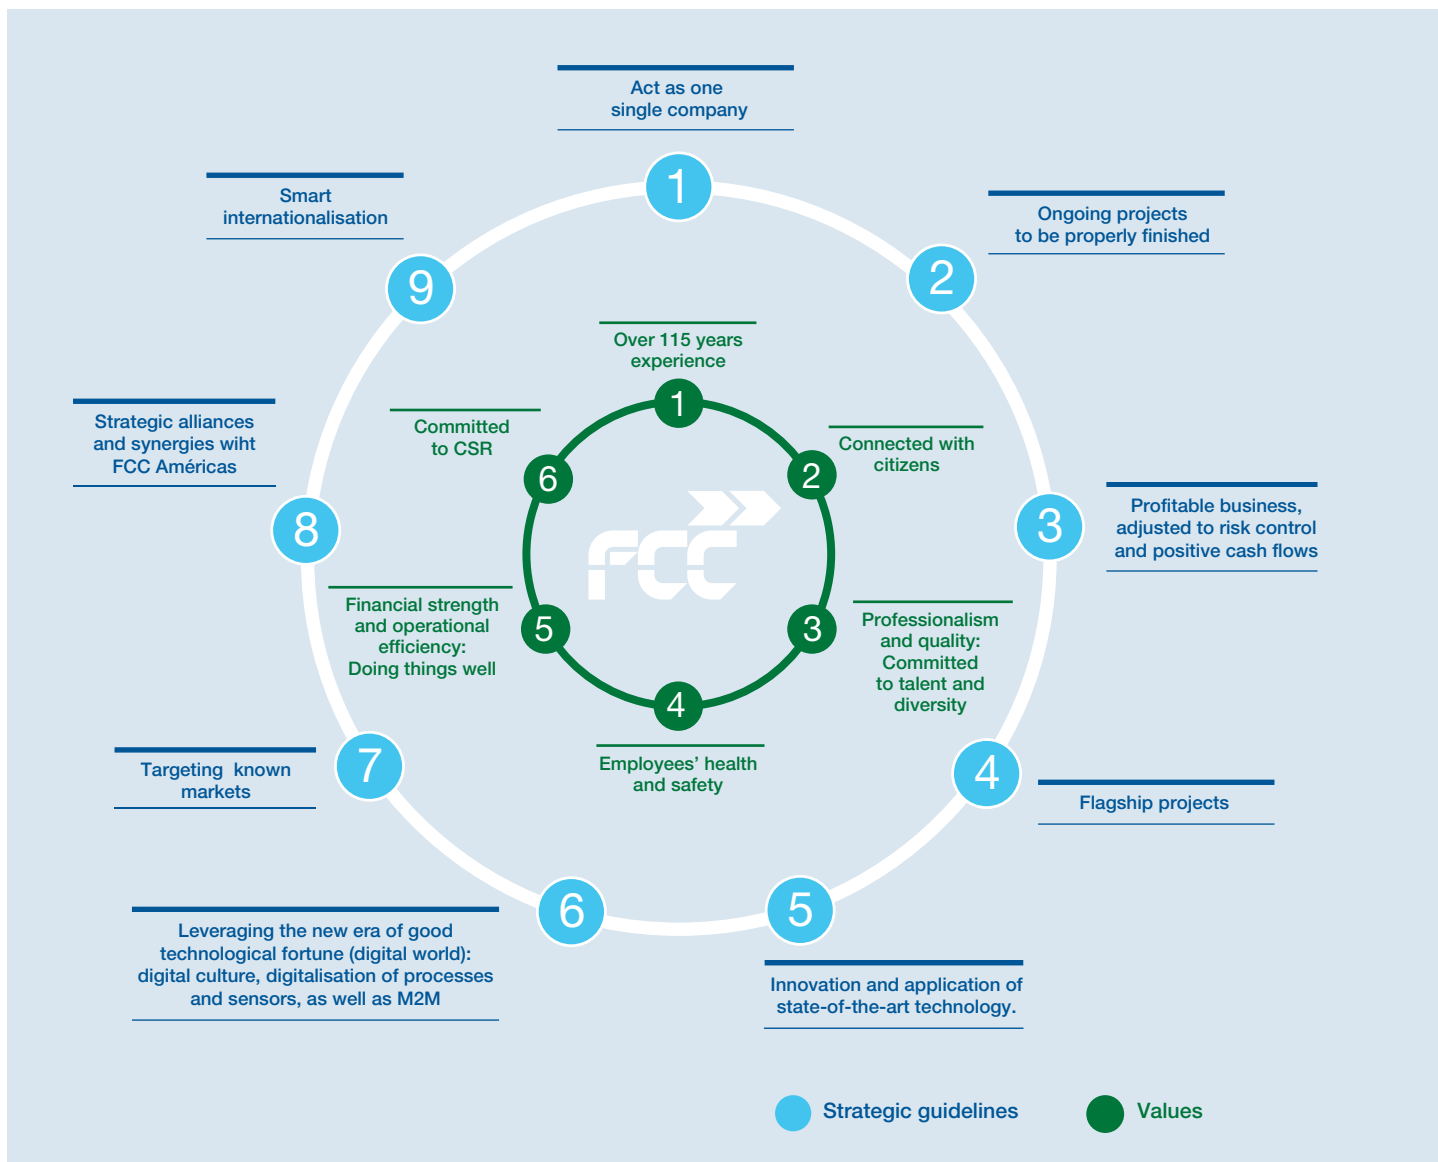 Act as one
single company
1
Ongoing projects
to be properly finished
2
Profitable business,
adjusted to risk control
and positive cash flows
3
Flagship projects
4
Innovation and application of
state-of-the-art technology.
5
Leveraging the new era of good
technological fortune (digital world):
digital culture, digitalisation of processes
and sensors, as well as M2M
6
Targeting known
markets
7
Strategic alliances
and synergies wiht
FCC Américas
8
Smart
internationalisation
9
Over 115 years
experience
1
Connected with
citizens
2
Professionalism
and quality:
Committed
to talent and
diversity
3
Employees’ health
and safety
4
Financial strength
and operational
efficiency:
Doing things well
5
Committed
to CSR
6
FCC
Strategic guidelines
Values